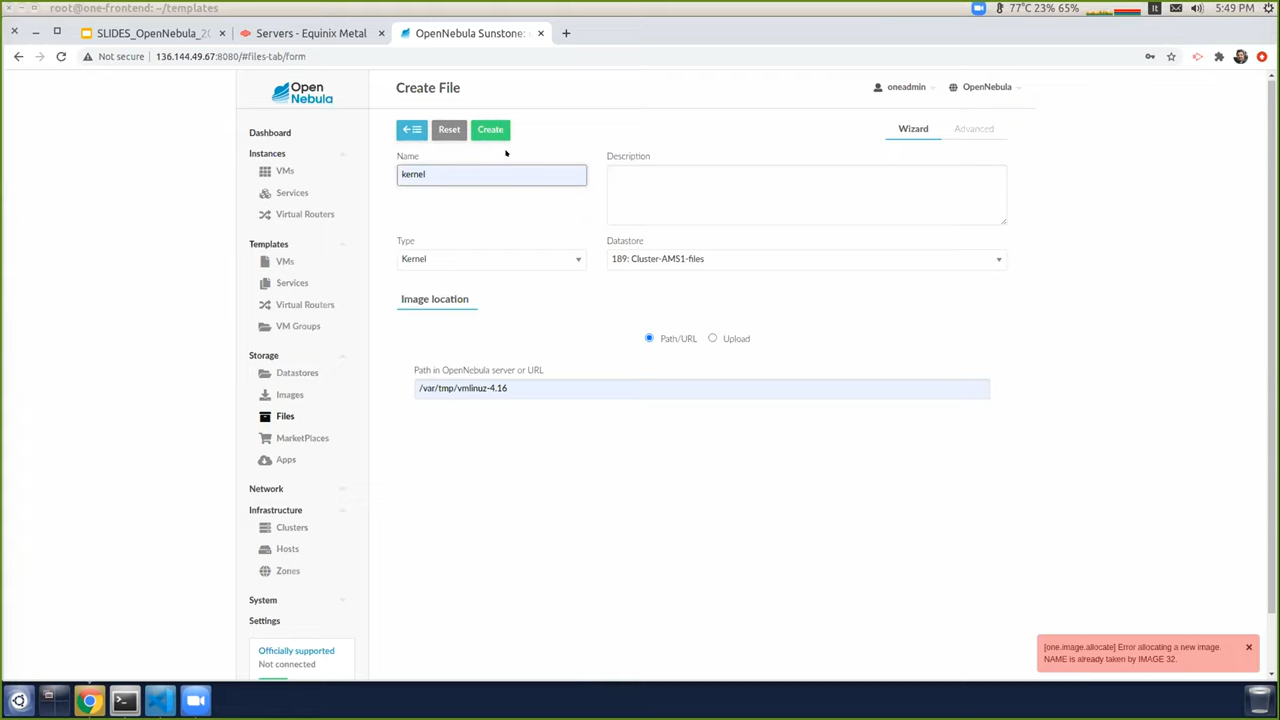 root@one-frontend: ~/templates
77°C 23% 65%
It
5:49 PM
SLIDES_OpenNebula_20
Servers - Equinix Metal
OpenNebula Sunstone:
Not secure
136.144.49.67:8080/#files-tab/form
Open
Nebula
Create File
oneadmin
OpenNebula
Reset
Create
Wizard
Advanced
Dashboard
Instances
VMs
Services
Virtual Routers
Templates
VMs
Services
Virtual Routers
VM Groups
Storage
Datastores
Images
Files
MarketPlaces
Apps
Network
Infrastructure
Clusters
Hosts
Zones
System
Settings
Officially supported
Not connected
Name
kernel
Description
Type
Kernel
Datastore
189: Cluster-AMS1-files
Image location
Path/URL
Upload
Path in OpenNebula server or URL
/var/tmp/vmlinuz-4.16
[one.image.allocate] Error allocating a new image.
NAME is already taken by IMAGE 32.